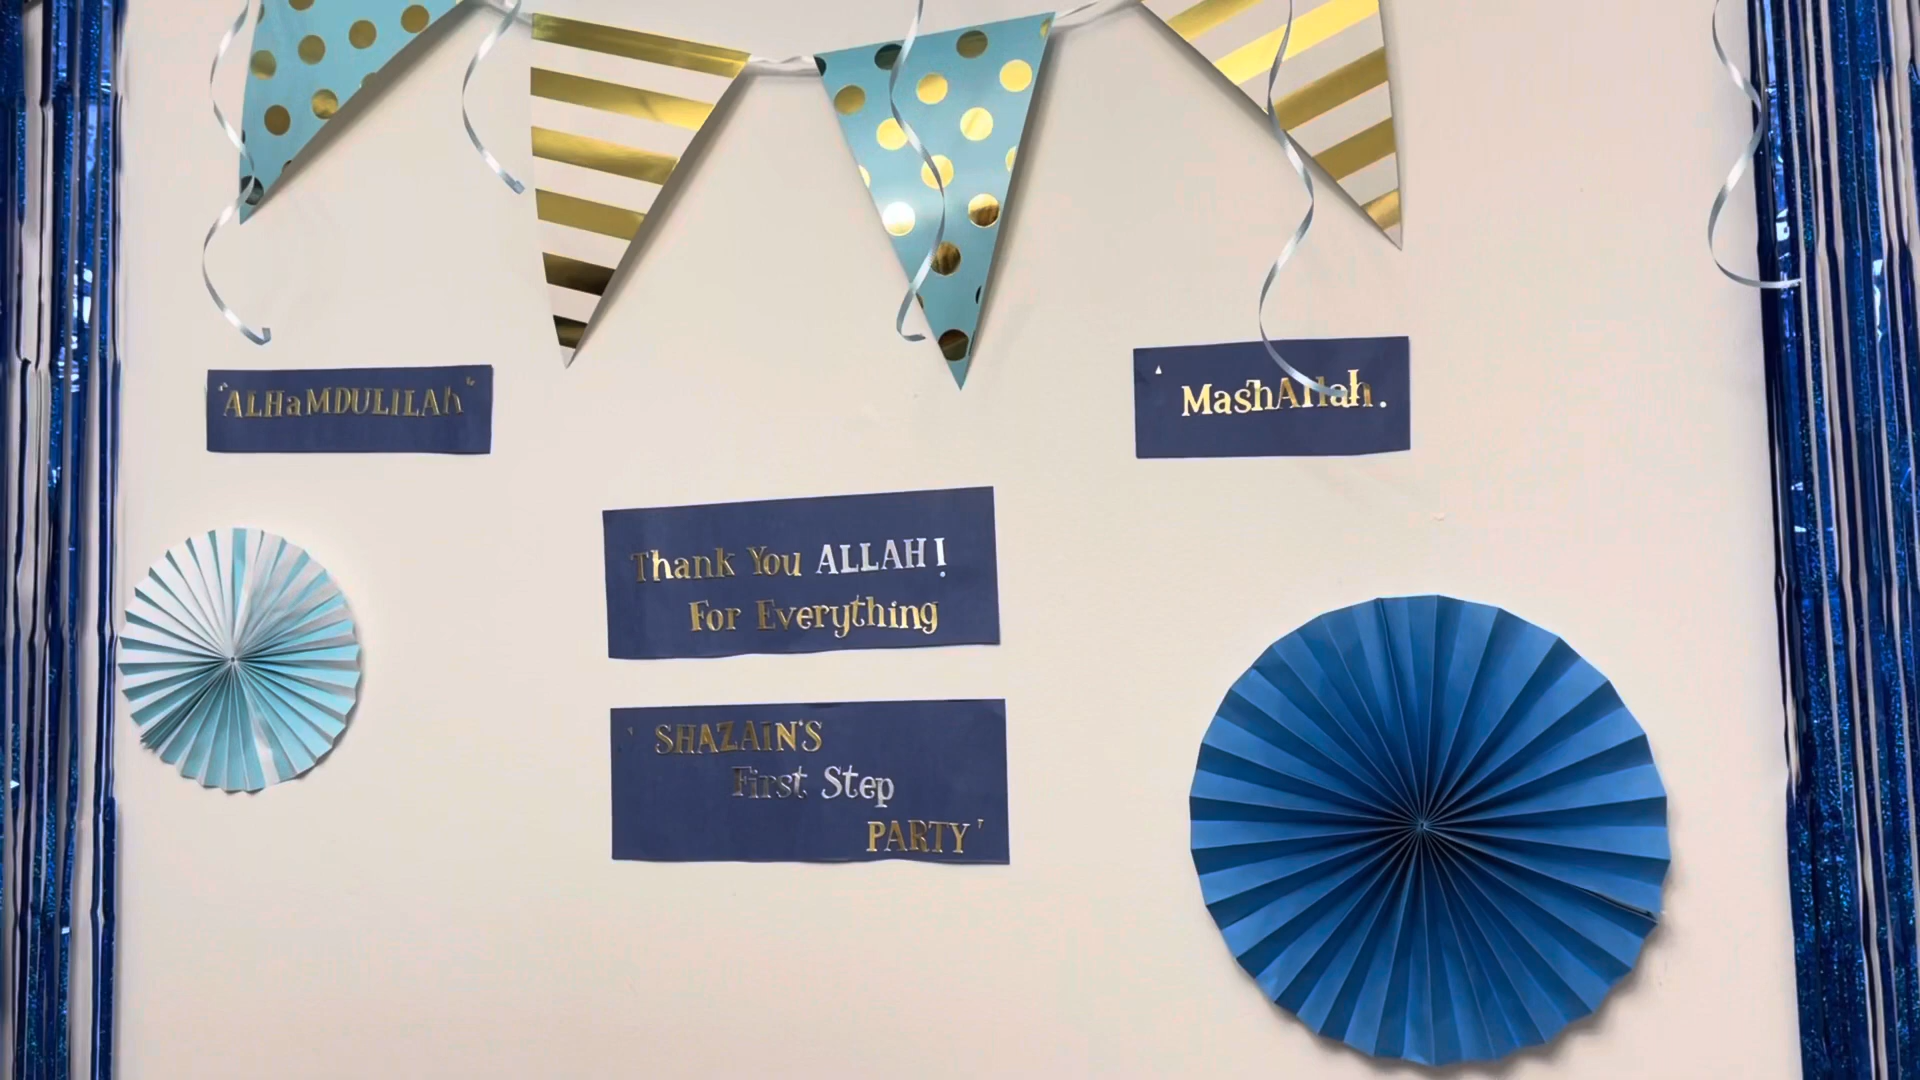 "ALHaMDULILAh"
' MashAllah.
Thank You ALLAH!
For Everything
' SHAZAIN'S
First Step
PARTY '